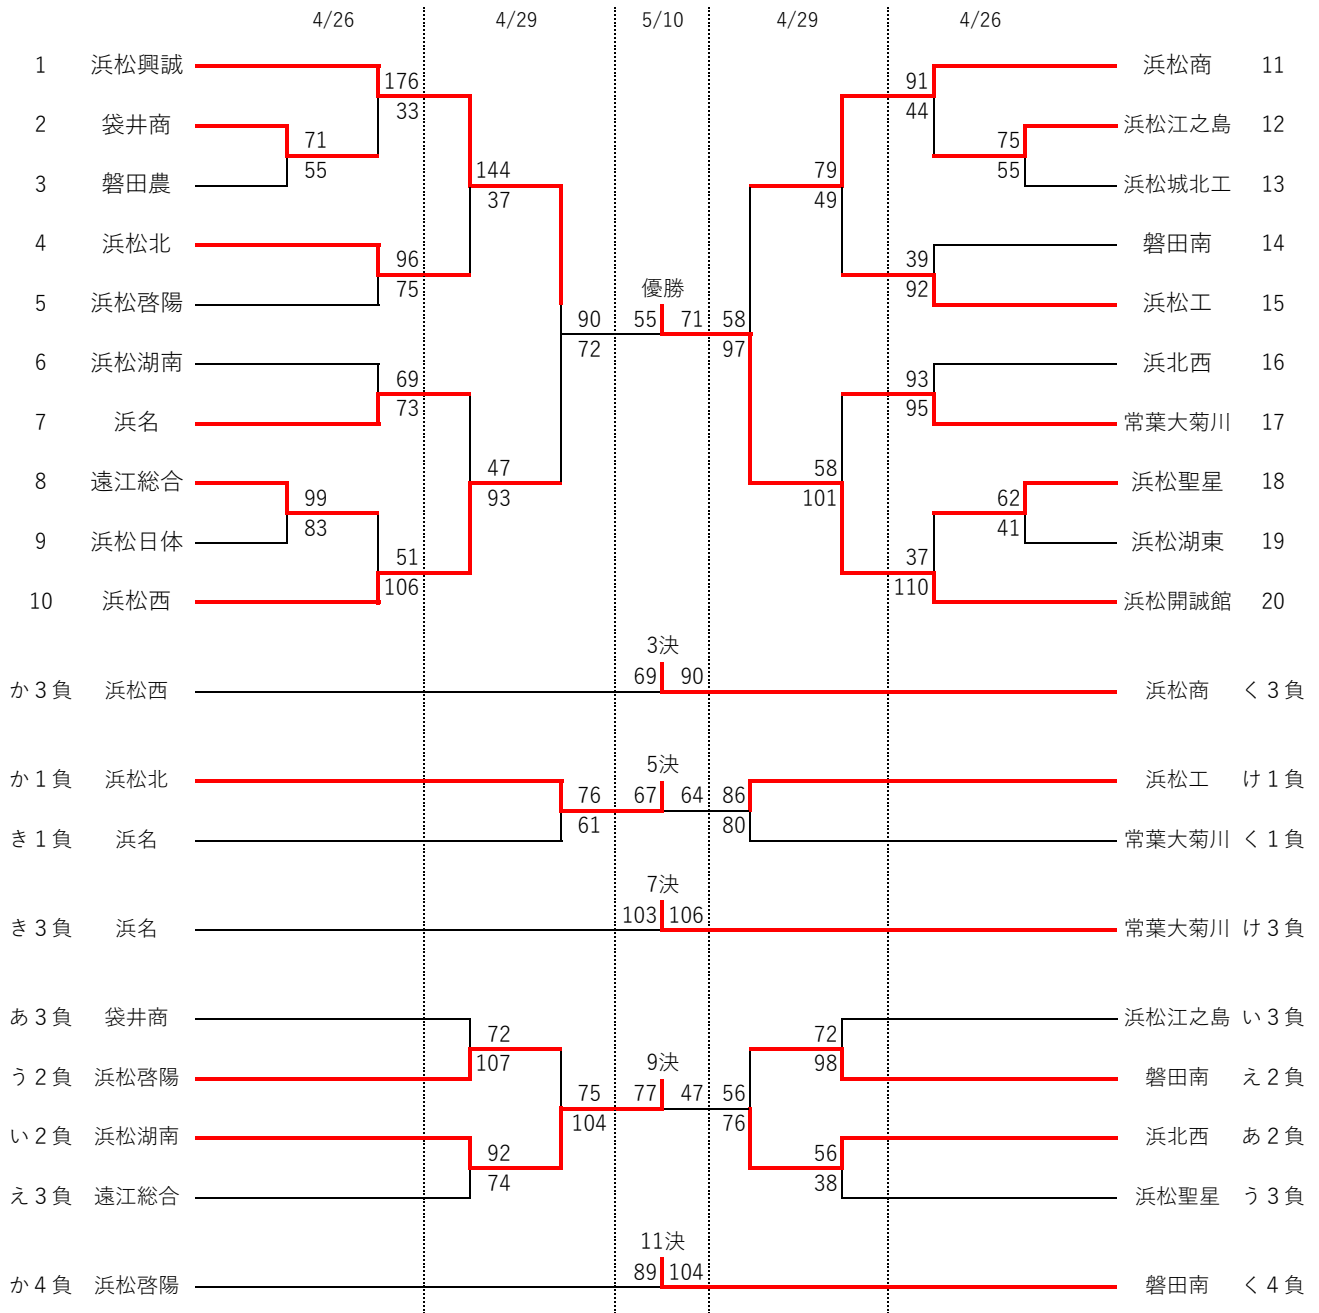 4/26 4/29 5/10 4/29 4/26
1 浜松興誠 浜松商 11
176 91
33 44
2 袋井商 浜松江之島 12
71 75
55 55
3 磐田農 浜松城北工 13
144 79
37 49
4 浜松北 磐田南 14
96 39
75 92
5 浜松啓陽 優勝 浜松工 15
90 55 71 58
72 97
6 浜松湖南 浜北西 16
69 93
73 95
7 浜名 常葉大菊川 17
47 58
8 遠江総合 浜松聖星 18
99 93 101 62
83 41
9 浜松日体 浜松湖東 19
51 37
106 110
10 浜松西 浜松開誠館 20
3決
69 90
か3負 浜松西 浜松商 く3負
5決
か1負 浜松北 浜松工 け1負
76 67 64 86
61 80
き1負 浜名 常葉大菊川 く1負
7決
103 106
き3負 浜名 常葉大菊川 け3負
あ3負 袋井商 浜松江之島 い3負
72 72
107 9決 98
う2負 浜松啓陽 磐田南 え2負
75 77 47 56
104 76
い2負 浜松湖南 浜北西 あ2負
92 56
74 38
え3負 遠江総合 浜松聖星 う3負
11決
89 104
か4負 浜松啓陽 磐田南 く4負